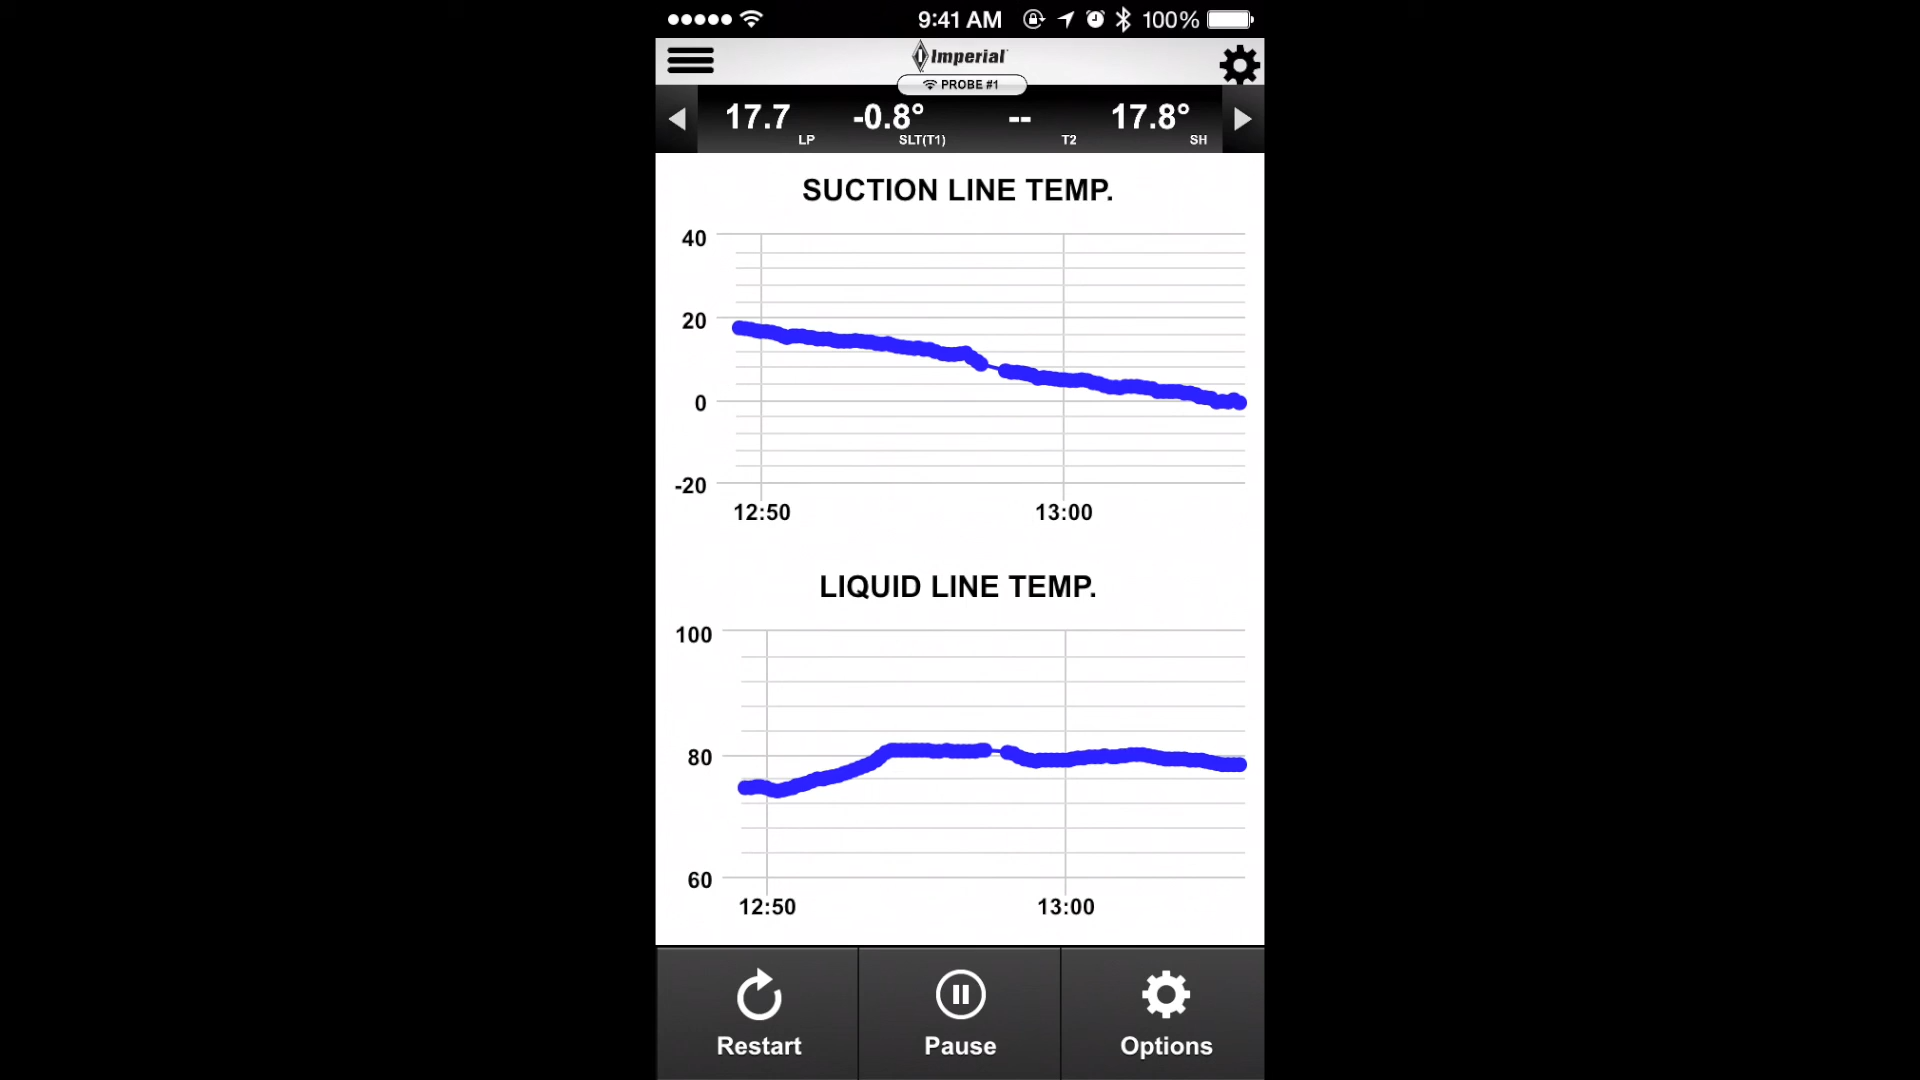 9:41 AM 100%
Imperial
PROBE #1
17.7 LP -0.8° SLT(T1) -- T2 17.8° SH
SUCTION LINE TEMP.
40
20
0
-20
12:50 13:00
LIQUID LINE TEMP.
100
80
60
12:50 13:00
Restart Pause Options